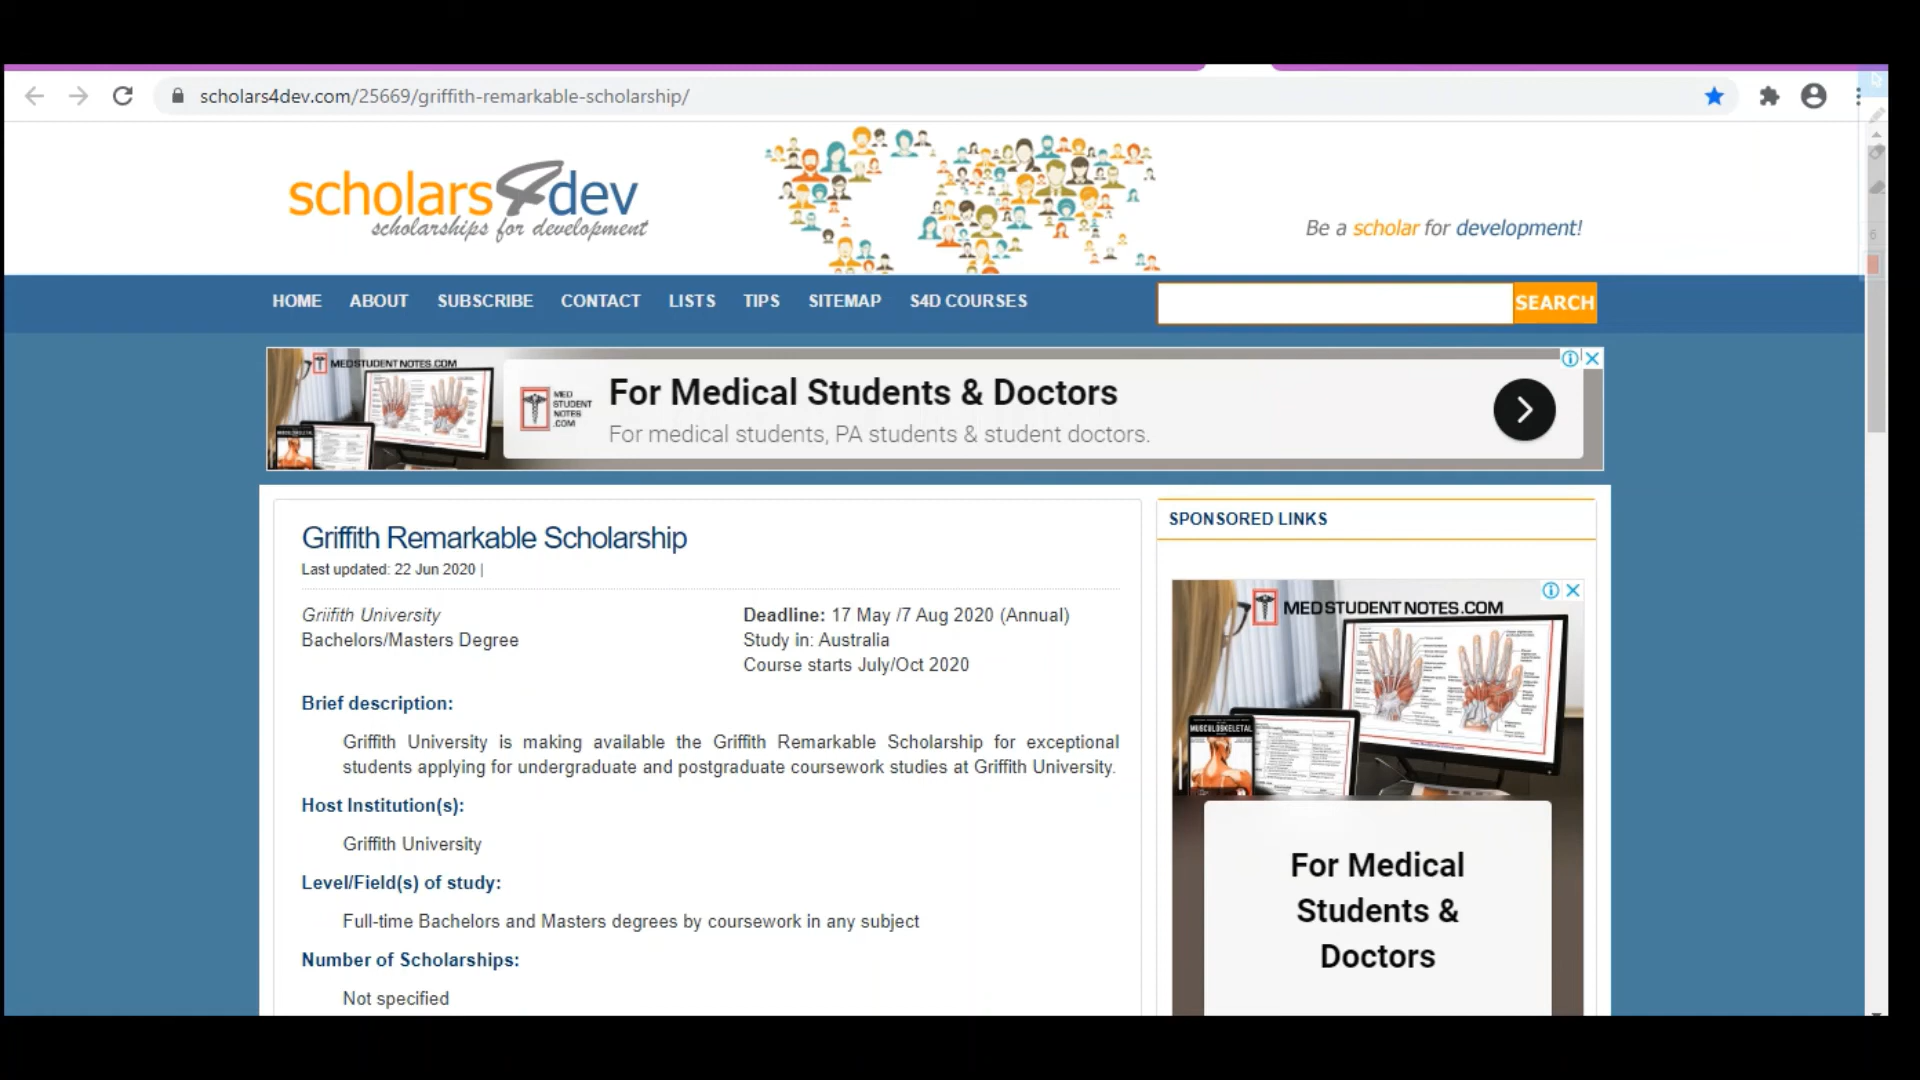 scholars4dev.com/25669/griffith-remarkable-scholarship/
scholars4dev
scholarships for development
Be a scholar for development!
HOME ABOUT SUBSCRIBE CONTACT LISTS TIPS SITEMAP S4D COURSES SEARCH
MEDSTUDENTNOTES.COM
MED
STUDENT
NOTES
.COM
For Medical Students & Doctors
For medical students, PA students & student doctors.
Griffith Remarkable Scholarship
Last updated: 22 Jun 2020 |
Griifith University
Bachelors/Masters Degree
Deadline: 17 May /7 Aug 2020 (Annual)
Study in: Australia
Course starts July/Oct 2020
Brief description:
Griffith University is making available the Griffith Remarkable Scholarship for exceptional
students applying for undergraduate and postgraduate coursework studies at Griffith University.
Host Institution(s):
Griffith University
Level/Field(s) of study:
Full-time Bachelors and Masters degrees by coursework in any subject
Number of Scholarships:
Not specified
SPONSORED LINKS
MEDSTUDENTNOTES.COM
MUSCULOSKELETAL
For Medical
Students &
Doctors
6